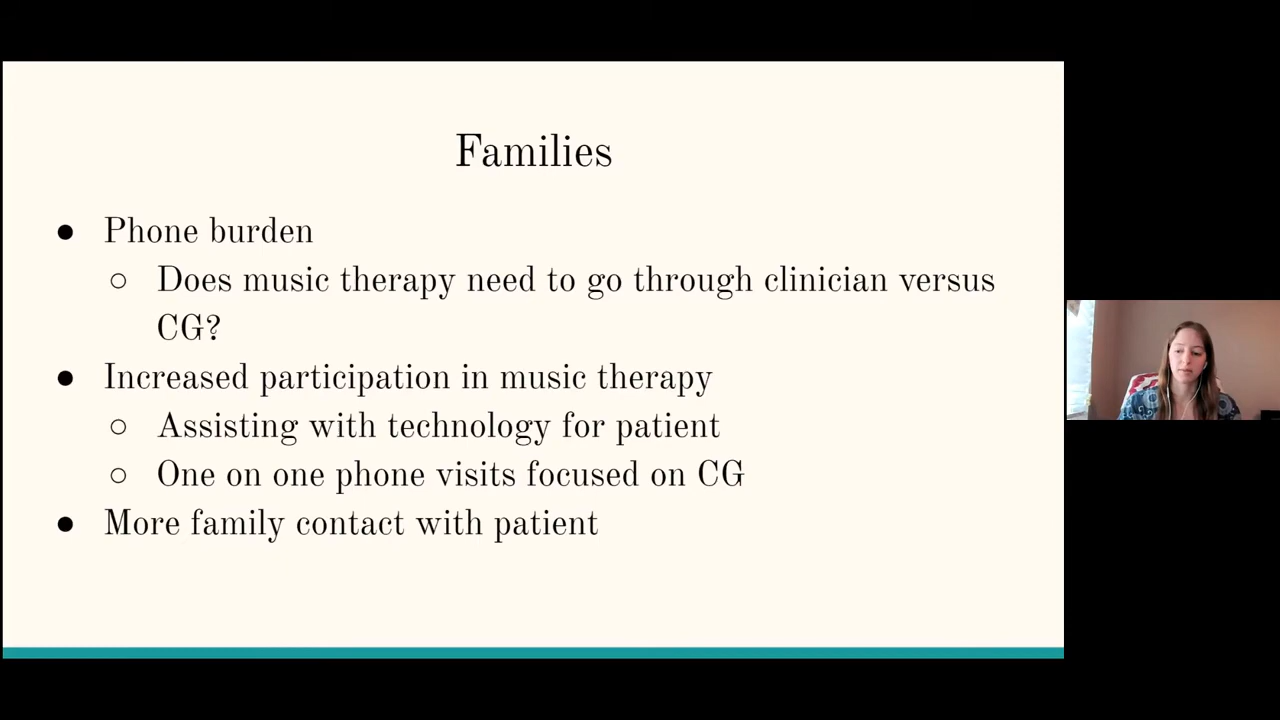 Families
● Phone burden
○ Does music therapy need to go through clinician versus
CG?
● Increased participation in music therapy
○ Assisting with technology for patient
○ One on one phone visits focused on CG
● More family contact with patient